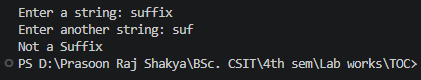 Enter a string: suffix
Enter another string: suf
Not a Suffix
PS D:\Prasoon Raj Shakya\BSc. CSIT\4th sem\Lab works\TOC>